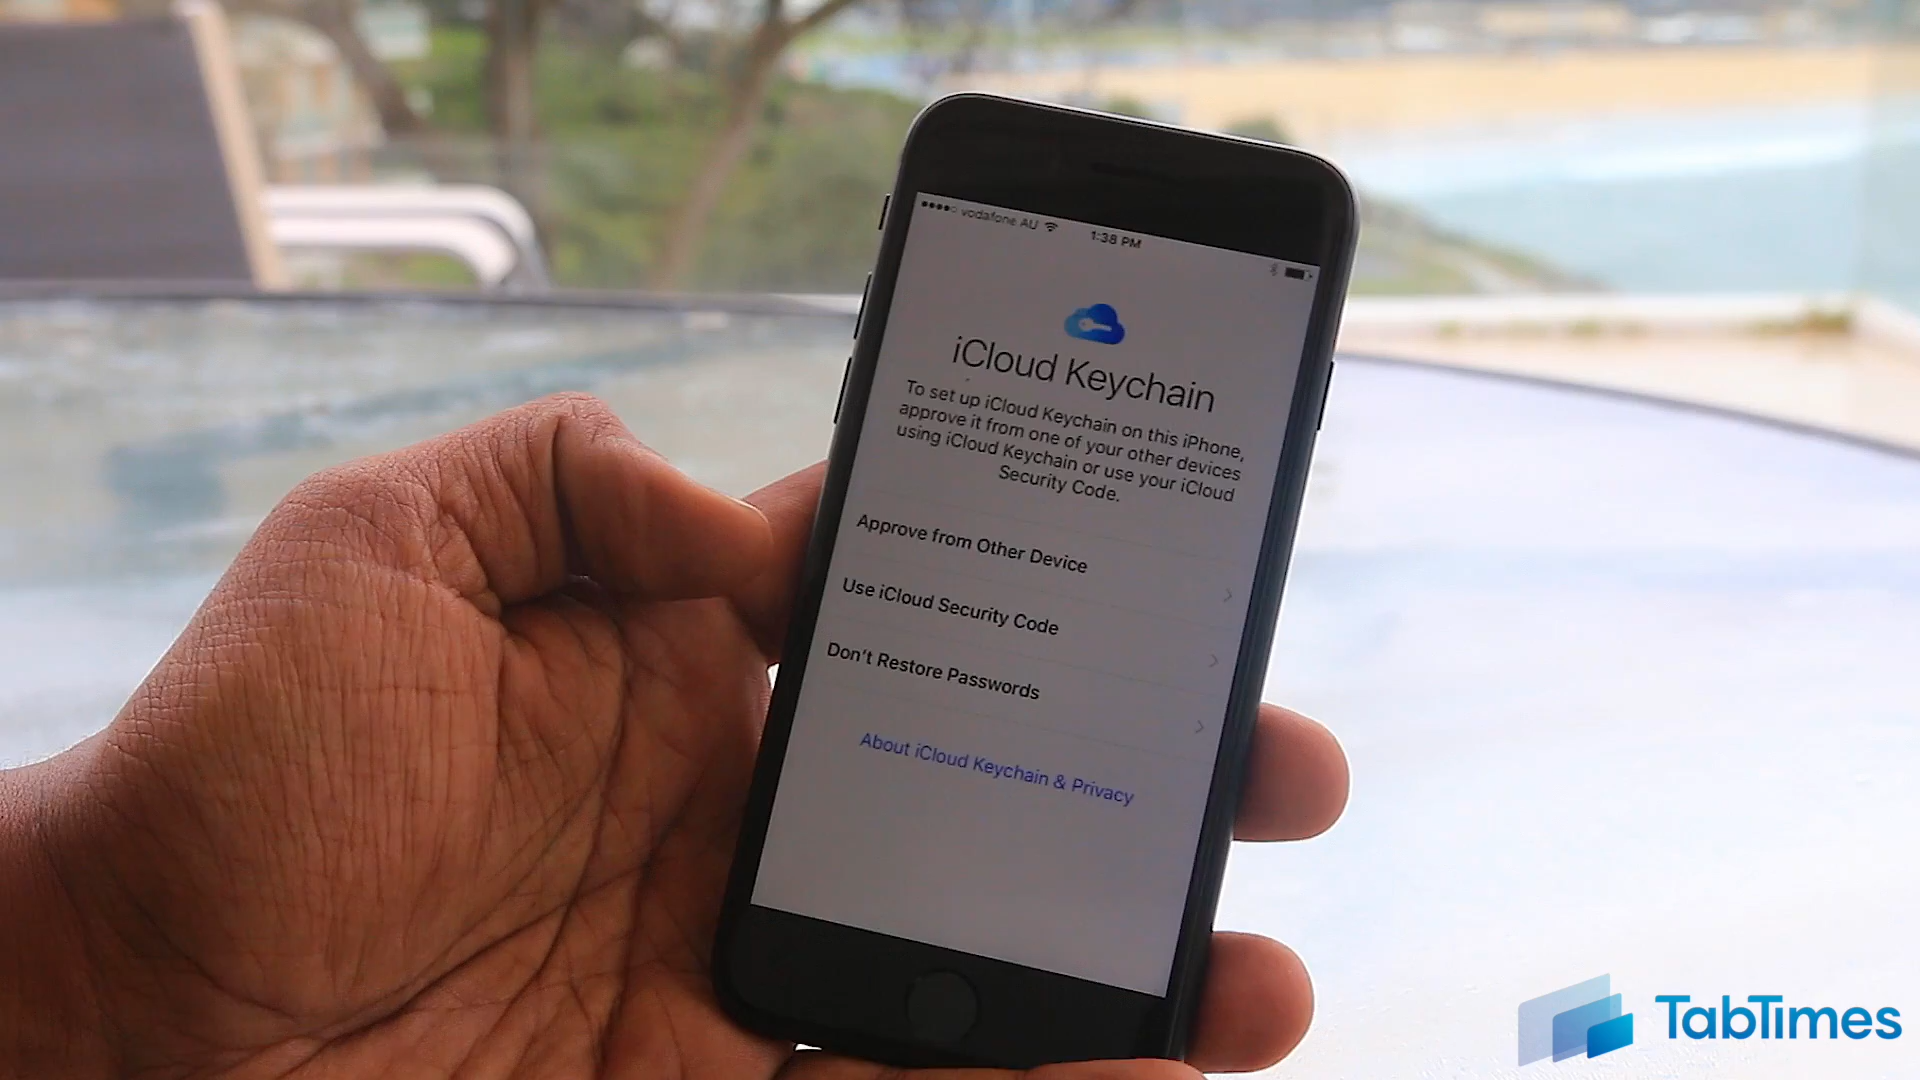 vodafone AU
1:38 PM
iCloud Keychain
To set up iCloud Keychain on this iPhone,
approve it from one of your other devices
using iCloud Keychain or use your iCloud
Security Code.
Approve from Other Device
Use iCloud Security Code
Don't Restore Passwords
About iCloud Keychain & Privacy
TabTimes